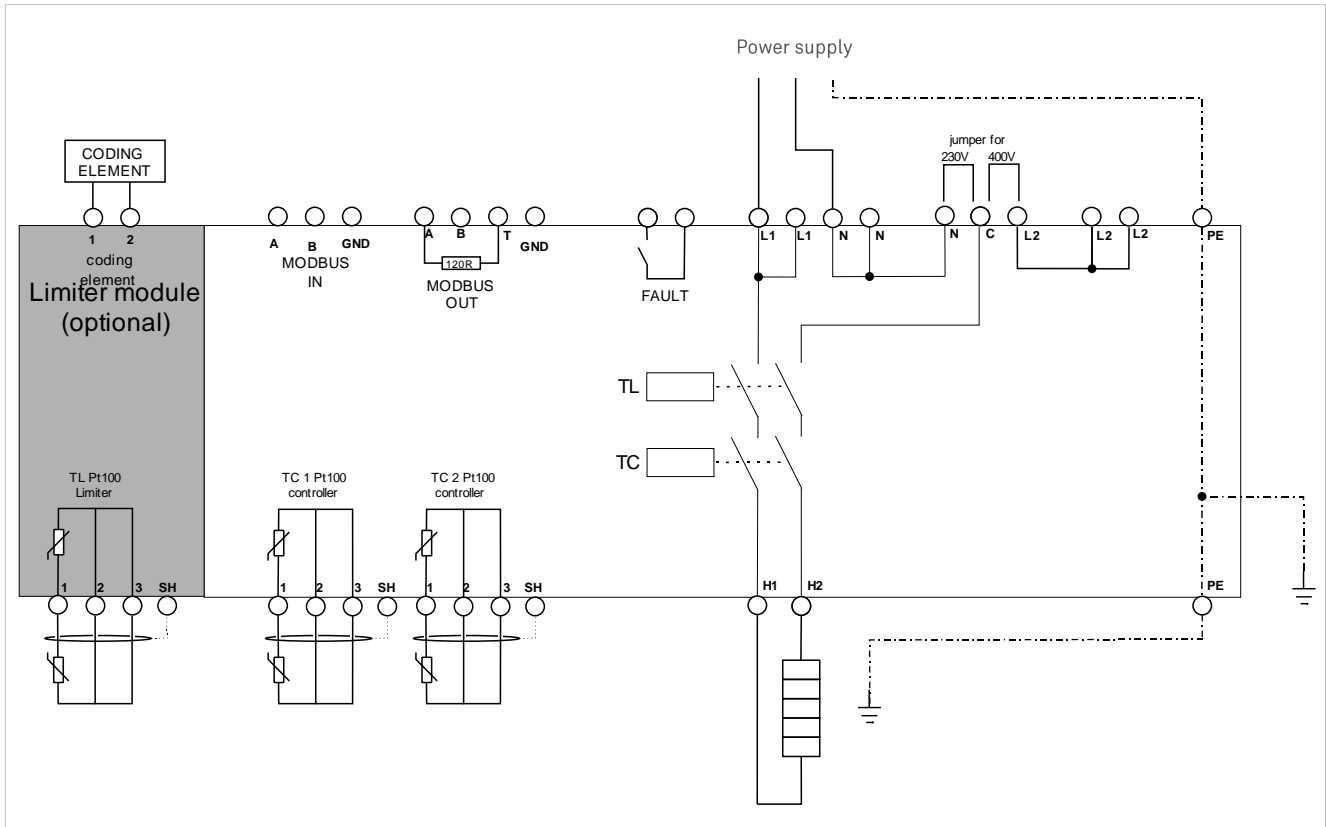 Power supply
CODING
ELEMENT
jumper for
230V 400V
1 2
coding
element
Limiter module
(optional)
A B GND
MODBUS
IN
A B T GND
120R
MODBUS
OUT
FAULT
L1 L1 N N N C L2 L2 L2 PE
TL
TC
TL Pt100
Limiter
TC 1 Pt100
controller
TC 2 Pt100
controller
1 2 3 SH
1 2 3 SH
1 2 3 SH
H1 H2
PE